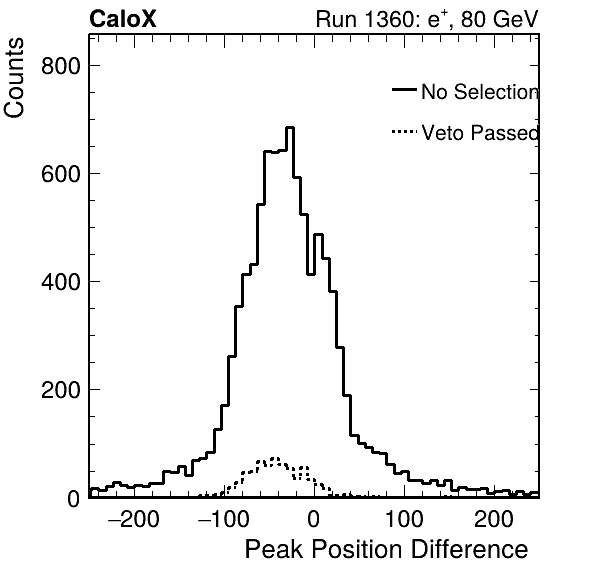 CaloX Run 1360: e⁺, 80 GeV
Counts
800
600
400
200
0
No Selection
Veto Passed
−200 −100 0 100 200
Peak Position Difference